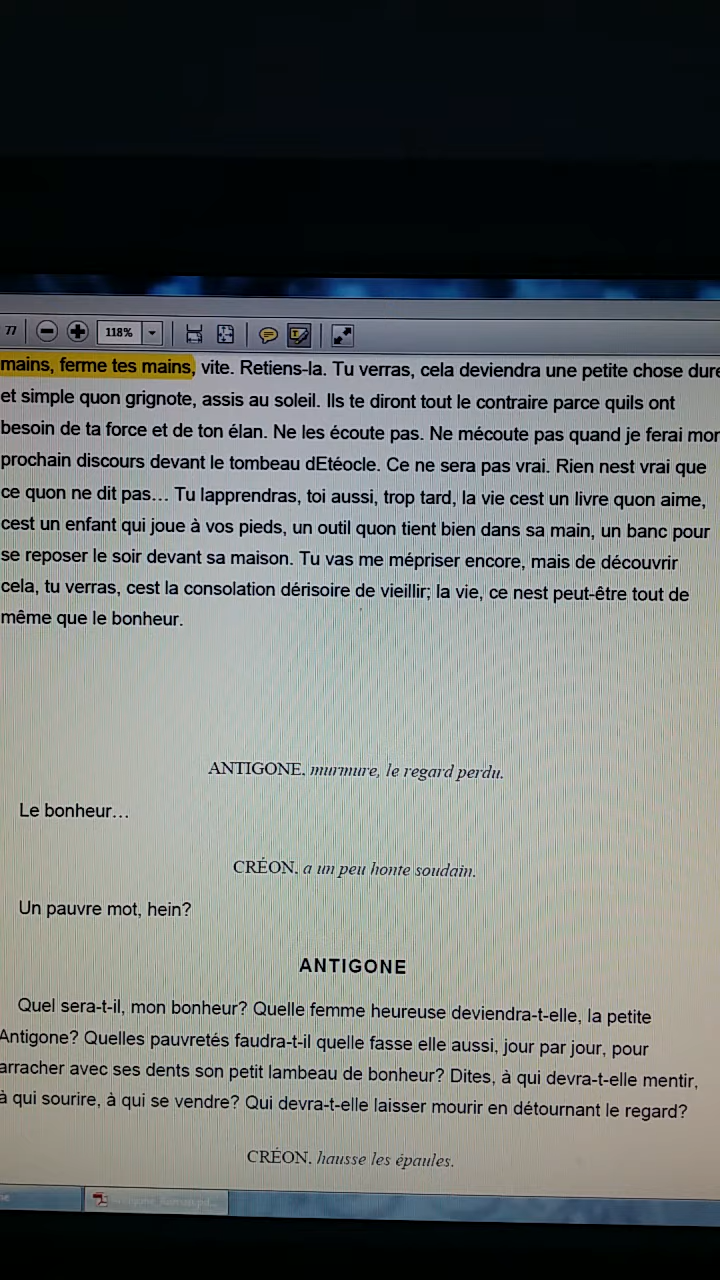 77 118%
mains, ferme tes mains, vite. Retiens-la. Tu verras, cela deviendra une petite chose dure
et simple quon grignote, assis au soleil. Ils te diront tout le contraire parce quils ont
besoin de ta force et de ton élan. Ne les écoute pas. Ne mécoute pas quand je ferai mon
prochain discours devant le tombeau dEtéocle. Ce ne sera pas vrai. Rien nest vrai que
ce quon ne dit pas... Tu lapprendras, toi aussi, trop tard, la vie cest un livre quon aime,
cest un enfant qui joue à vos pieds, un outil quon tient bien dans sa main, un banc pour
se reposer le soir devant sa maison. Tu vas me mépriser encore, mais de découvrir
cela, tu verras, cest la consolation dérisoire de vieillir; la vie, ce nest peut-être tout de
même que le bonheur.
ANTIGONE, murmure, le regard perdu.
Le bonheur...
CRÉON, a un peu honte soudain.
Un pauvre mot, hein?
ANTIGONE
Quel sera-t-il, mon bonheur? Quelle femme heureuse deviendra-t-elle, la petite
Antigone? Quelles pauvretés faudra-t-il quelle fasse elle aussi, jour par jour, pour
arracher avec ses dents son petit lambeau de bonheur? Dites, à qui devra-t-elle mentir,
à qui sourire, à qui se vendre? Qui devra-t-elle laisser mourir en détournant le regard?
CRÉON, hausse les épaules.